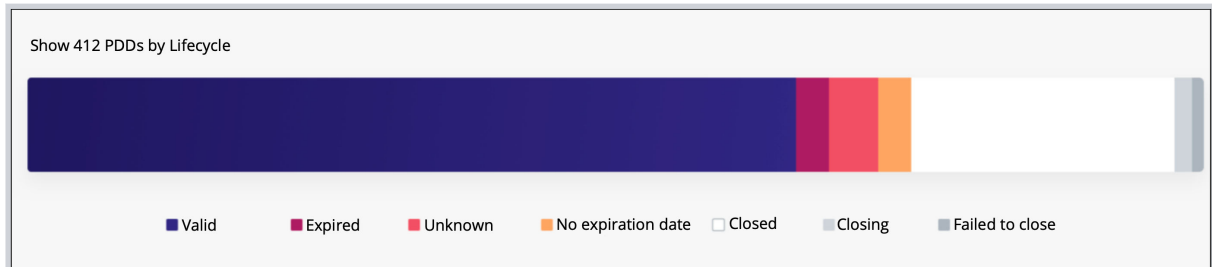 Show 412 PDDs by Lifecycle
Valid Expired Unknown No expiration date Closed Closing Failed to close